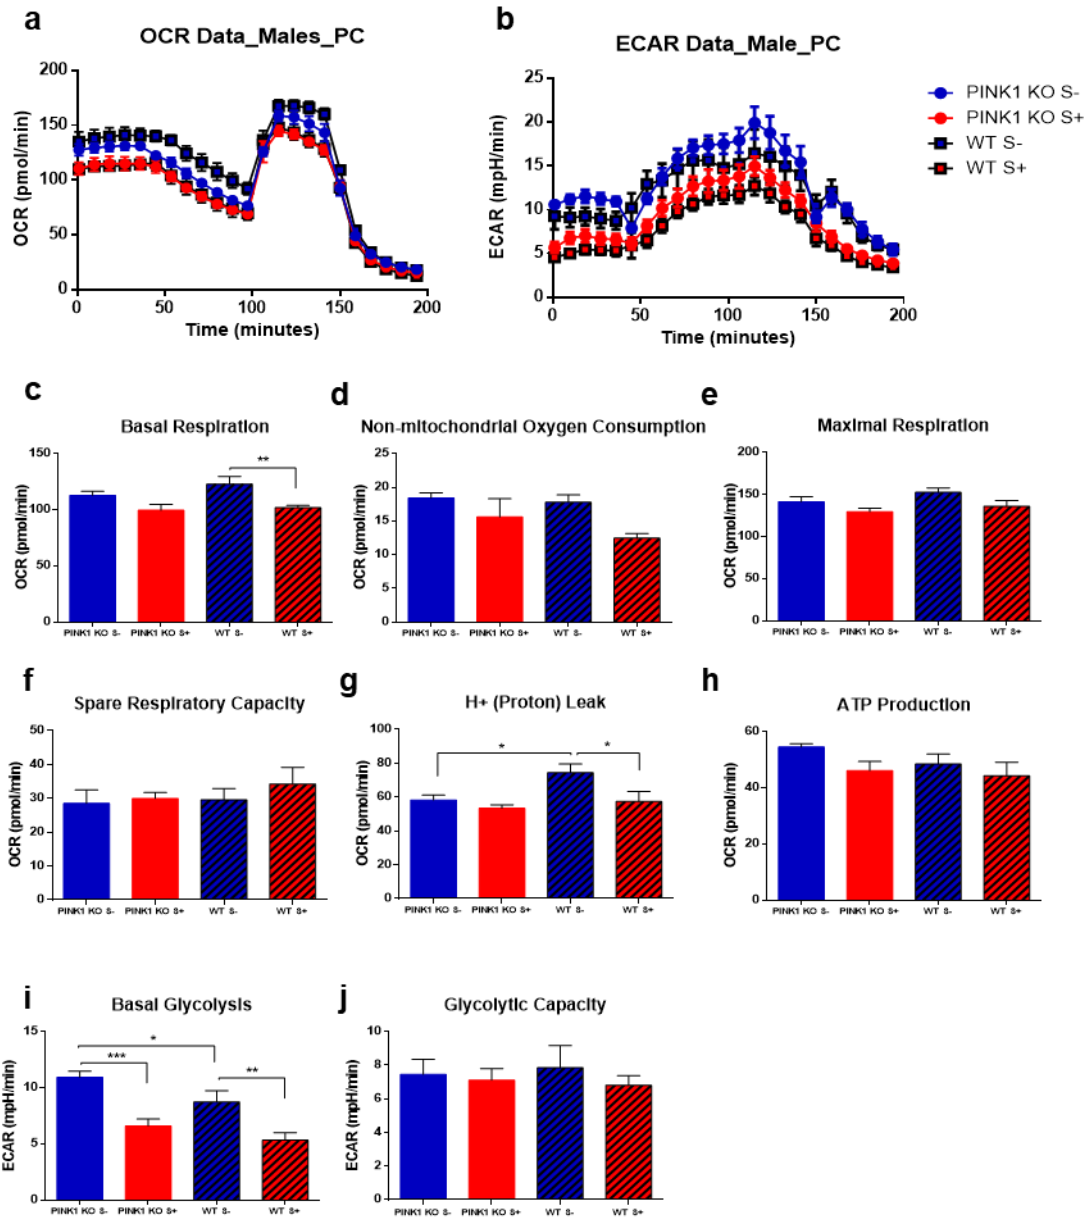 a
OCR Data_Males_PC
200
150
100
50
0
OCR (pmol/min)
0 50 100 150 200
Time (minutes)
b
ECAR Data_Male_PC
25
20
15
10
5
0
ECAR (mpH/min)
0 50 100 150 200
Time (minutes)
PINK1 KO S-
PINK1 KO S+
WT S-
WT S+
c
Basal Respiration
150
100
50
0
OCR (pmol/min)
**
PINK1 KO S- PINK1 KO S+ WT S- WT S+
d
Non-mitochondrial Oxygen Consumption
25
20
15
10
5
0
OCR (pmol/min)
PINK1 KO S- PINK1 KO S+ WT S- WT S+
e
Maximal Respiration
200
150
100
50
0
OCR (pmol/min)
PINK1 KO S- PINK1 KO S+ WT S- WT S+
f
Spare Respiratory Capacity
50
40
30
20
10
0
OCR (pmol/min)
PINK1 KO S- PINK1 KO S+ WT S- WT S+
g
H+ (Proton) Leak
100
80
60
40
20
0
OCR (pmol/min)
* *
PINK1 KO S- PINK1 KO S+ WT S- WT S+
h
ATP Production
60
40
20
0
OCR (pmol/min)
PINK1 KO S- PINK1 KO S+ WT S- WT S+
i
Basal Glycolysis
15
10
5
0
ECAR (mpH/min)
*
*** **
PINK1 KO S- PINK1 KO S+ WT S- WT S+
j
Glycolytic Capacity
10
8
6
4
2
0
ECAR (mpH/min)
PINK1 KO S- PINK1 KO S+ WT S- WT S+